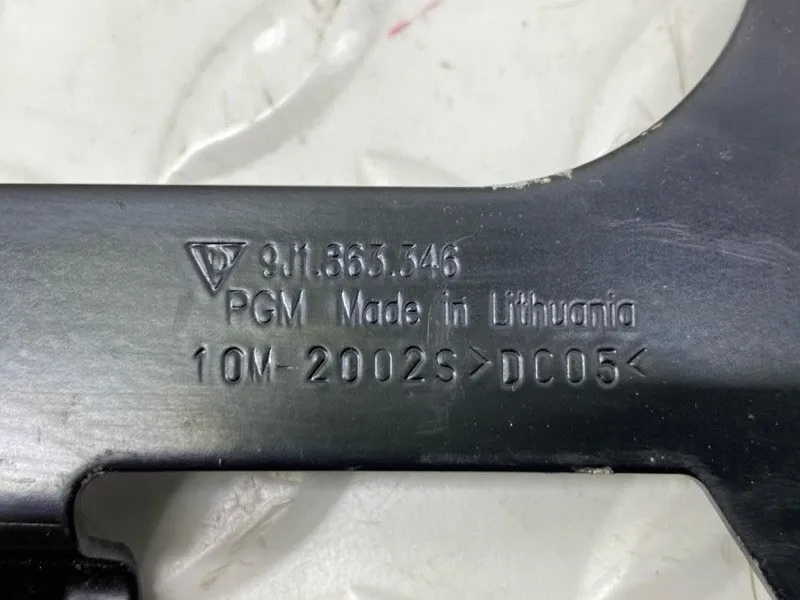 9J1.863.346
PGM Made in Lithuania
10M-2002S >DC05<